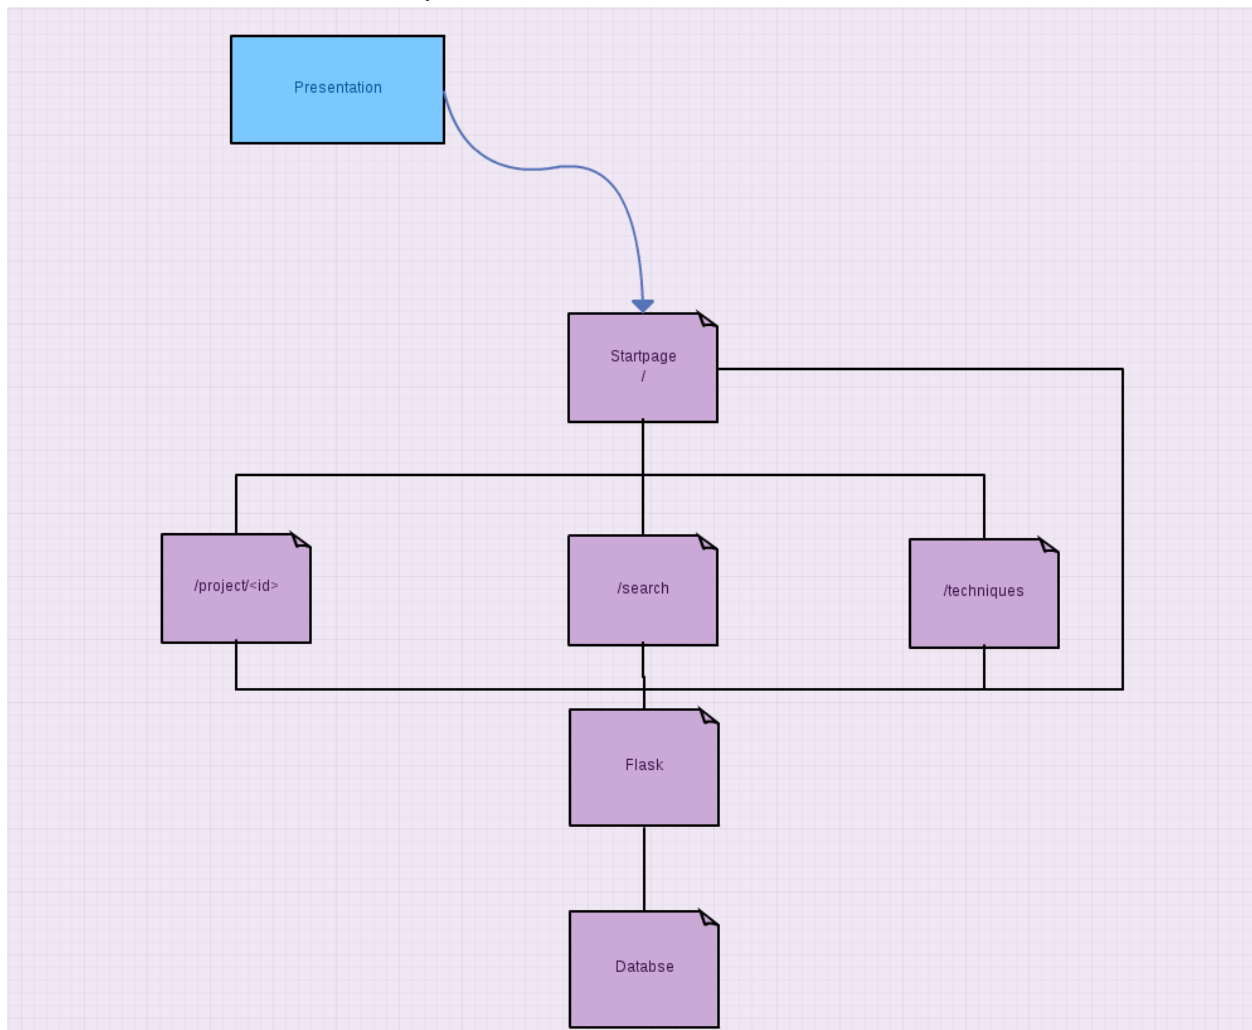 Presentation
Startpage
/
/project/<id>
/search
/techniques
Flask
Databse